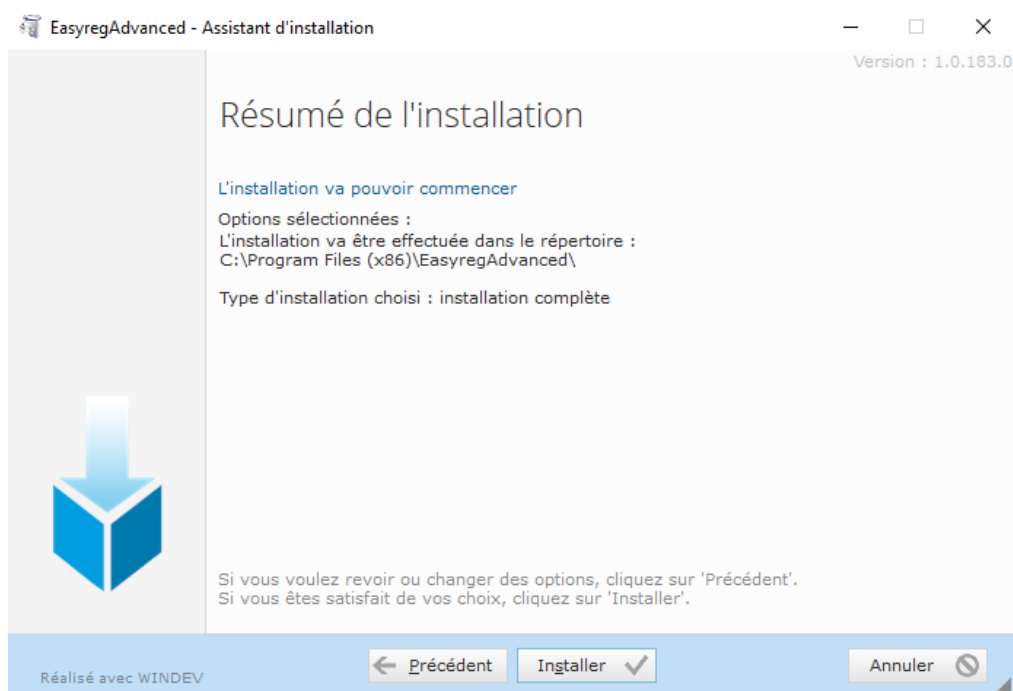 EasyregAdvanced - Assistant d'installation
Version : 1.0.183.0
Résumé de l'installation
L'installation va pouvoir commencer
Options sélectionnées :
L'installation va être effectuée dans le répertoire :
C:\Program Files (x86)\EasyregAdvanced\
Type d'installation choisi : installation complète
Si vous voulez revoir ou changer des options, cliquez sur 'Précédent'.
Si vous êtes satisfait de vos choix, cliquez sur 'Installer'.
Réalisé avec WINDEV
Précédent
Installer
Annuler